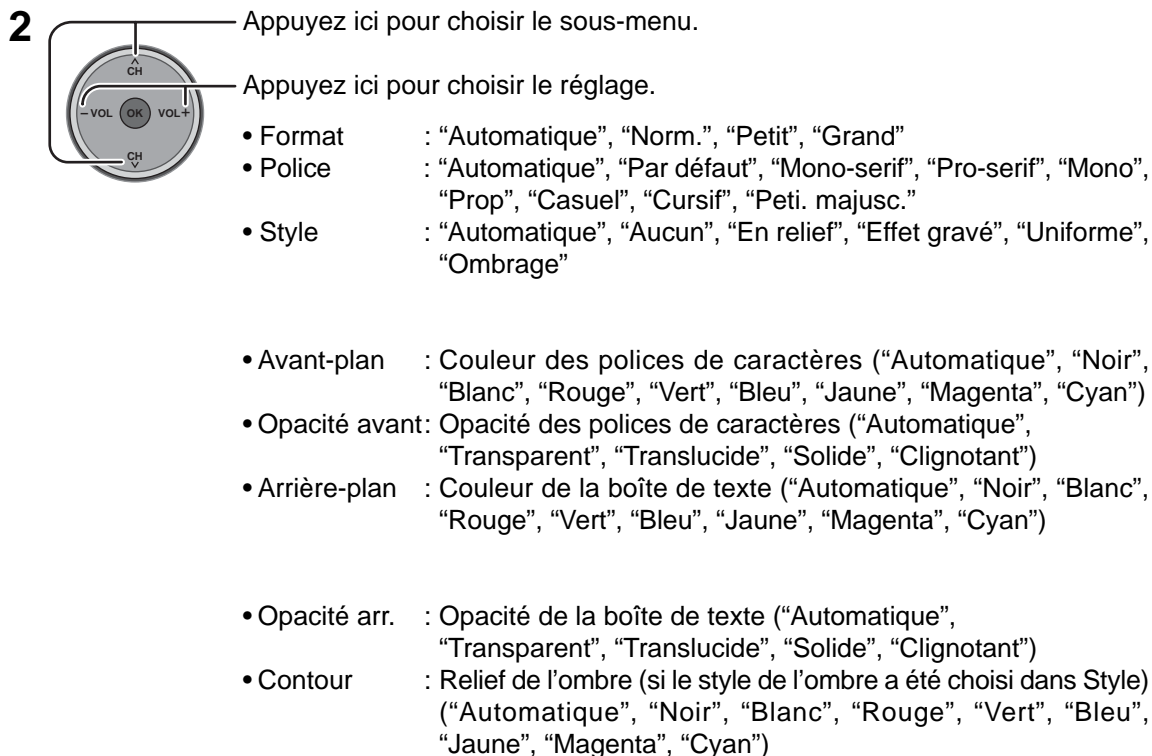 2
Appuyez ici pour choisir le sous-menu.
CH
Appuyez ici pour choisir le réglage.
– VOL OK VOL +
CH
• Format : “Automatique”, “Norm.”, “Petit”, “Grand”
• Police : “Automatique”, “Par défaut”, “Mono-serif”, “Pro-serif”, “Mono”,
“Prop”, “Casuel”, “Cursif”, “Peti. majusc.”
• Style : “Automatique”, “Aucun”, “En relief”, “Effet gravé”, “Uniforme”,
“Ombrage”
• Avant-plan : Couleur des polices de caractères (“Automatique”, “Noir”,
“Blanc”, “Rouge”, “Vert”, “Bleu”, “Jaune”, “Magenta”, “Cyan”)
• Opacité avant : Opacité des polices de caractères (“Automatique”,
“Transparent”, “Translucide”, “Solide”, “Clignotant”)
• Arrière-plan : Couleur de la boîte de texte (“Automatique”, “Noir”, “Blanc”,
“Rouge”, “Vert”, “Bleu”, “Jaune”, “Magenta”, “Cyan”)
• Opacité arr. : Opacité de la boîte de texte (“Automatique”,
“Transparent”, “Translucide”, “Solide”, “Clignotant”)
• Contour : Relief de l’ombre (si le style de l’ombre a été choisi dans Style)
(“Automatique”, “Noir”, “Blanc”, “Rouge”, “Vert”, “Bleu”,
“Jaune”, “Magenta”, “Cyan”)